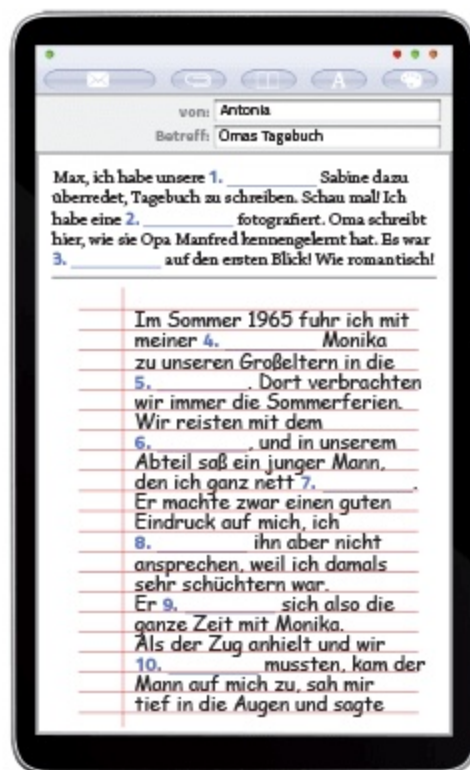 A
von: Antonia
Betreff: Omas Tagebuch
Max, ich habe unsere 1. __________ Sabine dazu
überredet, Tagebuch zu schreiben. Schau mal! Ich
habe eine 2. __________ fotografiert. Oma schreibt
hier, wie sie Opa Manfred kennengelernt hat. Es war
3. __________ auf den ersten Blick! Wie romantisch!
Im Sommer 1965 fuhr ich mit
meiner 4. __________ Monika
zu unseren Großeltern in die
5. __________. Dort verbrachten
wir immer die Sommerferien.
Wir reisten mit dem
6. __________, und in unserem
Abteil saß ein junger Mann,
den ich ganz nett 7. __________.
Er machte zwar einen guten
Eindruck auf mich, ich
8. __________ ihn aber nicht
ansprechen, weil ich damals
sehr schüchtern war.
Er 9. __________ sich also die
ganze Zeit mit Monika.
Als der Zug anhielt und wir
10. __________ mussten, kam der
Mann auf mich zu, sah mir
tief in die Augen und sagte